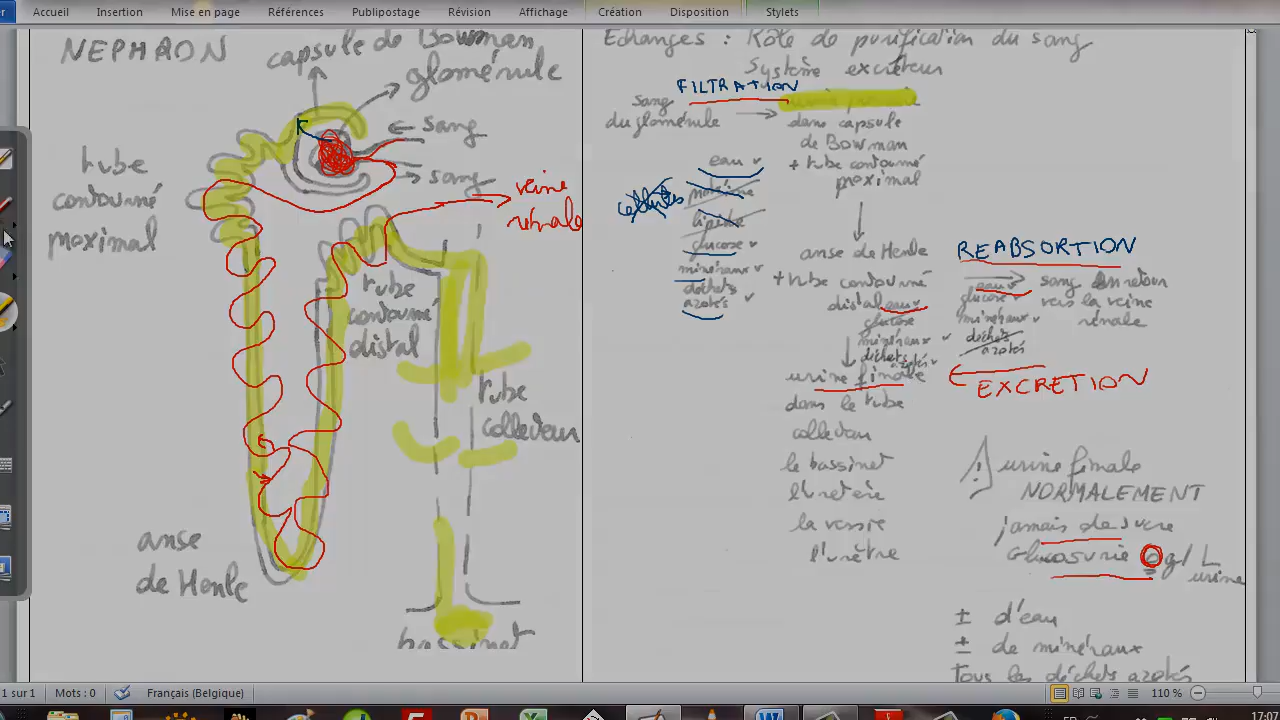 Insertion Mise en page Références Publipostage Révision Affichage Création Disposition Stylets
NEPHRON
capsule de Bowman
glomérule
sang
sang
tube
contourné
proximal
veine
rénale
tube
contourné
distal
tube
collecteur
anse
de Henle
bassinet
Echanges : Rôle de purification du sang
Système excréteur
FILTRATION
sang
du glomérule
urine primaire
dans capsule
de Bowman
+ tube contourné
proximal
eau
lipide
glucose
minéraux
déchets
azotés
anse de Henle
+ tube contourné
distal eau
glucose
minéraux
déchets
azotés
REABSORTION
eau
glucose
minéraux
déchets
azotés
sang en retour
vers la veine
rénale
EXCRETION
urine finale
dans le tube
collecteur
le bassinet
l'uretère
la vessie
l'urètre
! urine finale
NORMALEMENT
jamais de sucre
Glucosurie 0 g/L
urine
± d'eau
± de minéraux
Tous les déchets azotés
1 sur 1 Mots : 0 Français (Belgique) 110 %
17:07